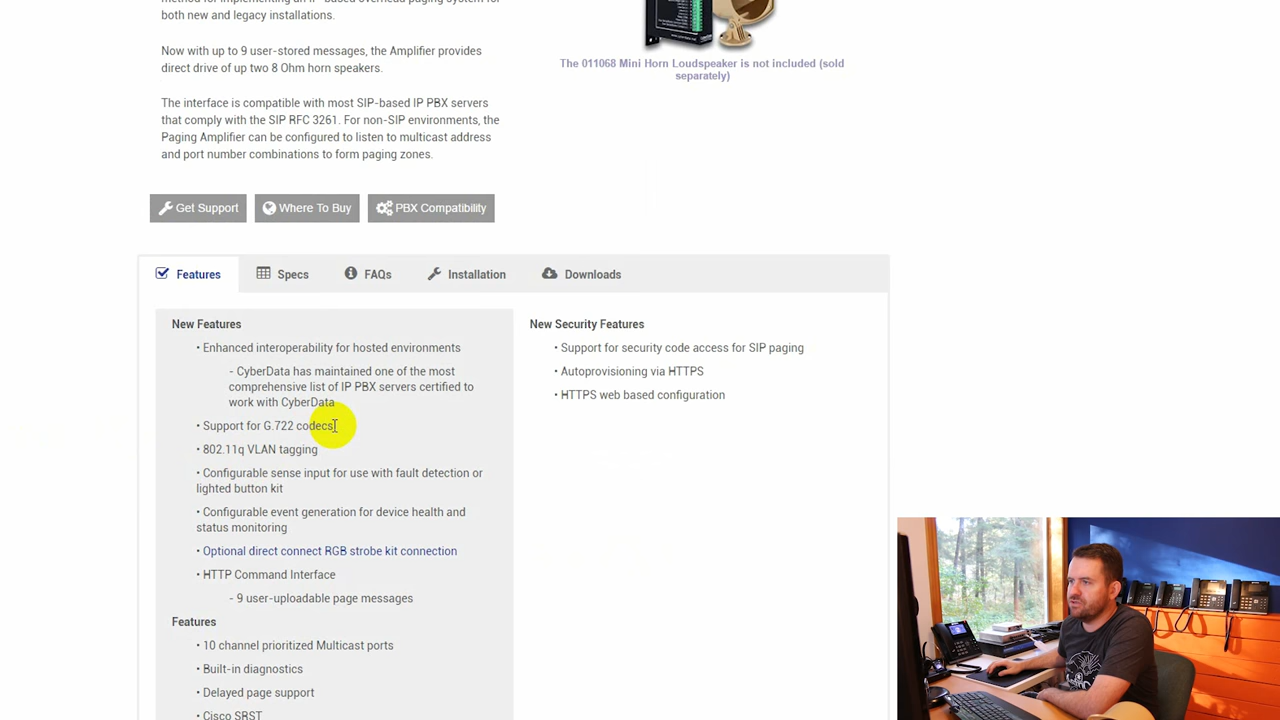 method for implementing an IP-based overhead paging system for
both new and legacy installations.
Now with up to 9 user-stored messages, the Amplifier provides
direct drive of up two 8 Ohm horn speakers.
The interface is compatible with most SIP-based IP PBX servers
that comply with the SIP RFC 3261. For non-SIP environments, the
Paging Amplifier can be configured to listen to multicast address
and port number combinations to form paging zones.
The 011068 Mini Horn Loudspeaker is not included (sold
separately)
Get Support
Where To Buy
PBX Compatibility
Features
Specs
FAQs
Installation
Downloads
New Features
• Enhanced interoperability for hosted environments
- CyberData has maintained one of the most
comprehensive list of IP PBX servers certified to
work with CyberData
• Support for G.722 codecs
• 802.11q VLAN tagging
• Configurable sense input for use with fault detection or
lighted button kit
• Configurable event generation for device health and
status monitoring
• Optional direct connect RGB strobe kit connection
• HTTP Command Interface
- 9 user-uploadable page messages
Features
• 10 channel prioritized Multicast ports
• Built-in diagnostics
• Delayed page support
• Cisco SRST
New Security Features
• Support for security code access for SIP paging
• Autoprovisioning via HTTPS
• HTTPS web based configuration